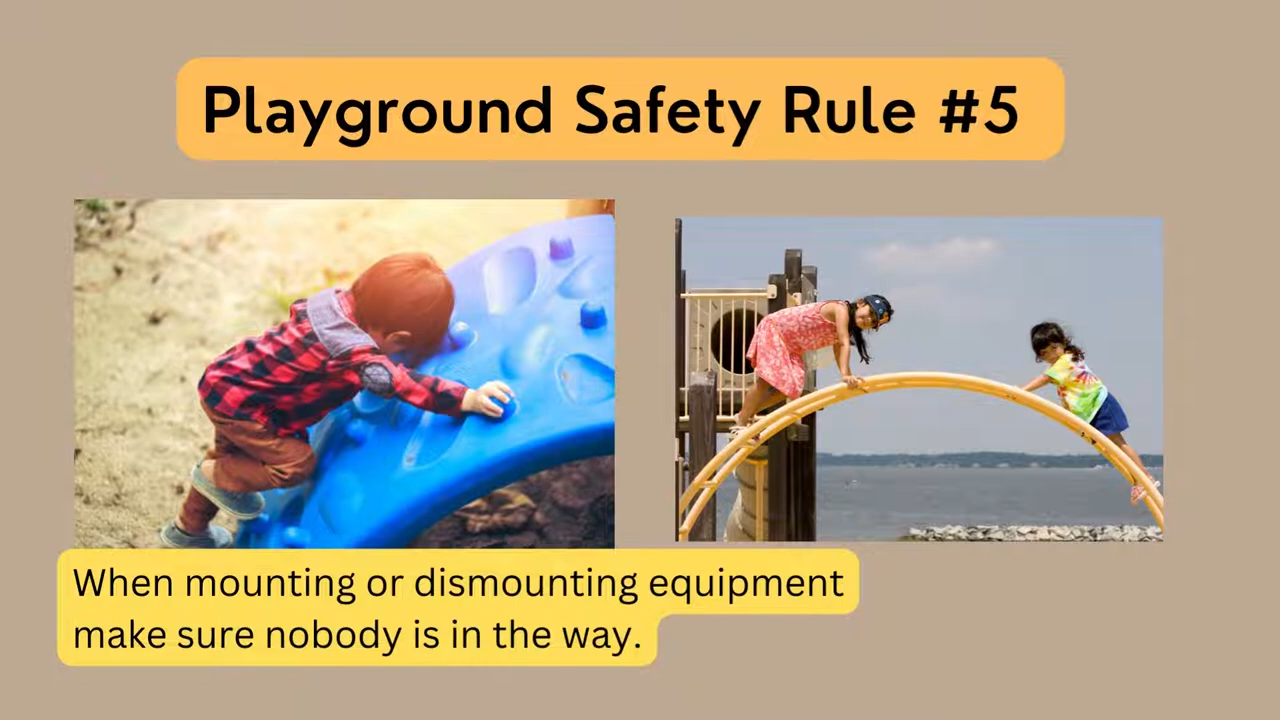 Playground Safety Rule #5
When mounting or dismounting equipment
make sure nobody is in the way.